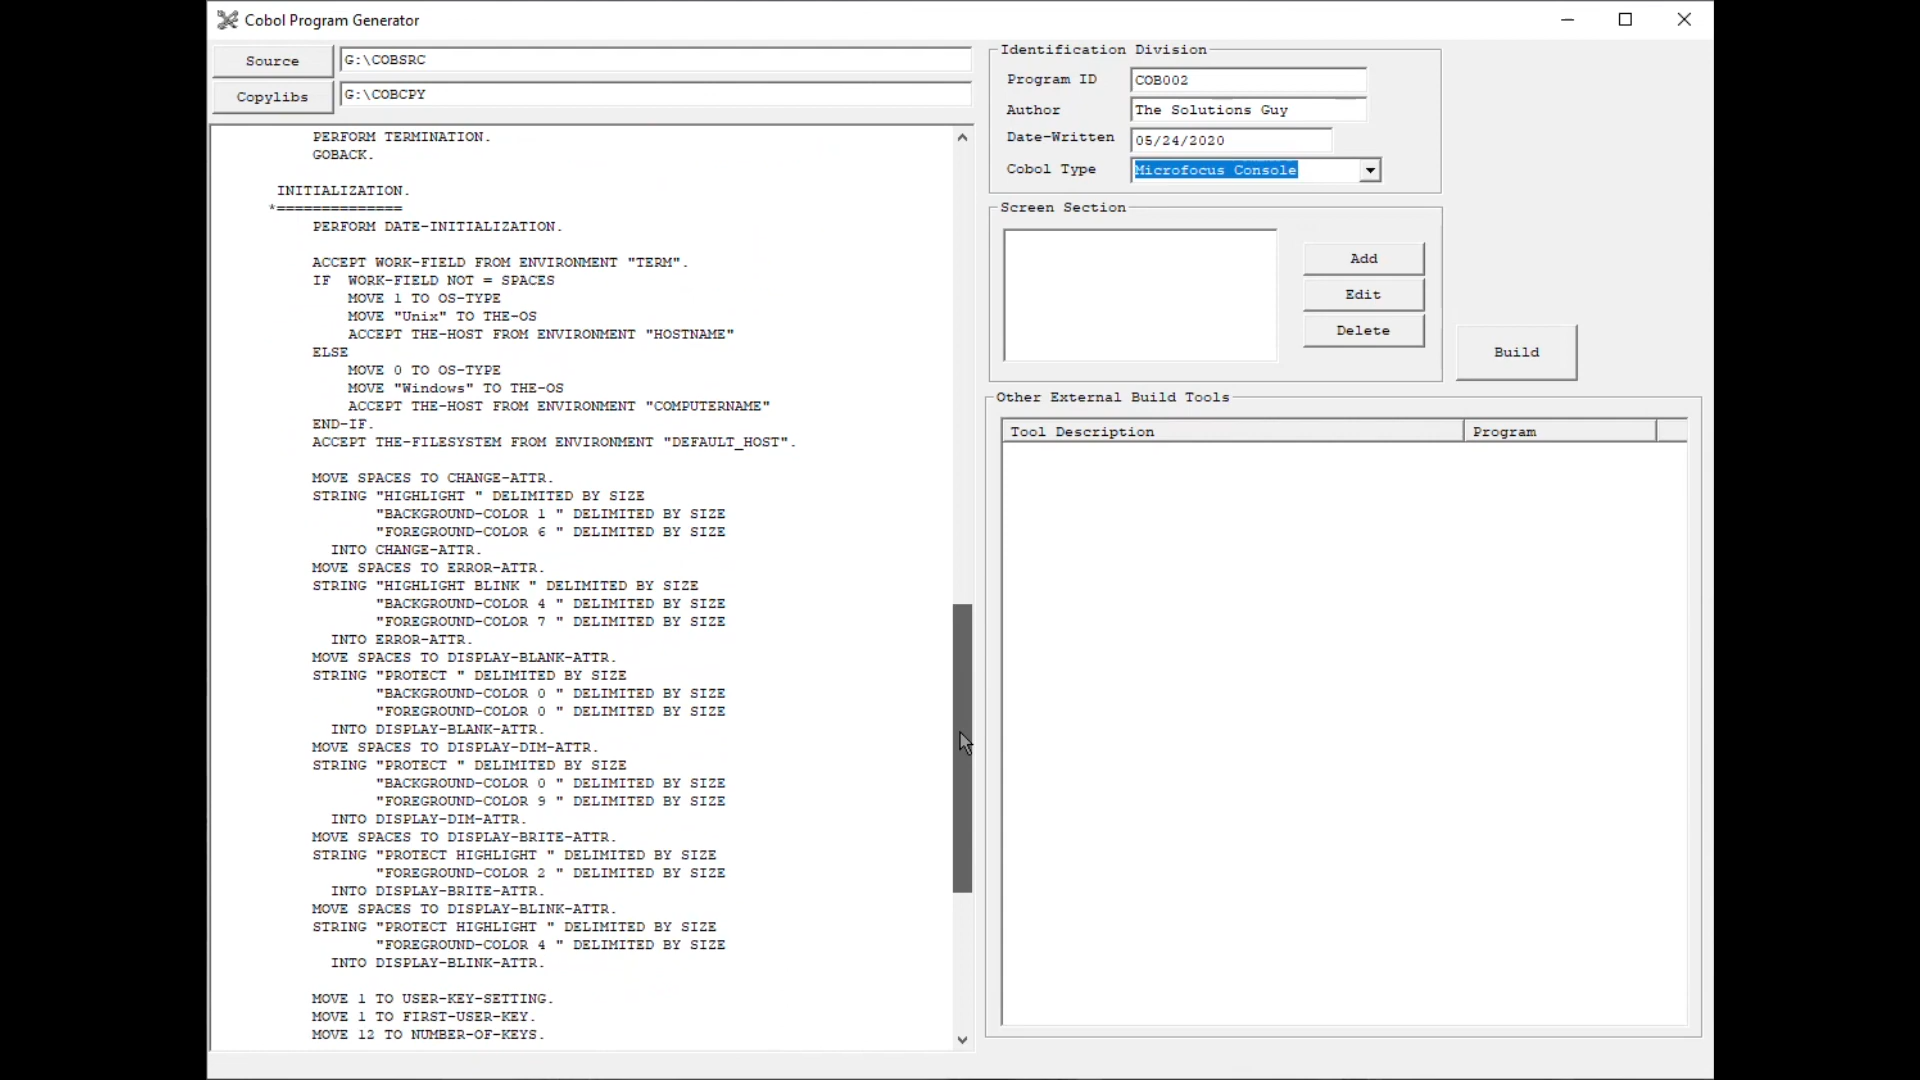 Cobol Program Generator
Source
G:\COBSRC
Copylibs
G:\COBCPY
PERFORM TERMINATION.
GOBACK.
INITIALIZATION.
*==============
PERFORM DATE-INITIALIZATION.
ACCEPT WORK-FIELD FROM ENVIRONMENT "TERM".
IF  WORK-FIELD NOT = SPACES
MOVE 1 TO OS-TYPE
MOVE "Unix" TO THE-OS
ACCEPT THE-HOST FROM ENVIRONMENT "HOSTNAME"
ELSE
MOVE 0 TO OS-TYPE
MOVE "Windows" TO THE-OS
ACCEPT THE-HOST FROM ENVIRONMENT "COMPUTERNAME"
END-IF.
ACCEPT THE-FILESYSTEM FROM ENVIRONMENT "DEFAULT_HOST".
MOVE SPACES TO CHANGE-ATTR.
STRING "HIGHLIGHT " DELIMITED BY SIZE
"BACKGROUND-COLOR 1 " DELIMITED BY SIZE
"FOREGROUND-COLOR 6 " DELIMITED BY SIZE
INTO CHANGE-ATTR.
MOVE SPACES TO ERROR-ATTR.
STRING "HIGHLIGHT BLINK " DELIMITED BY SIZE
"BACKGROUND-COLOR 4 " DELIMITED BY SIZE
"FOREGROUND-COLOR 7 " DELIMITED BY SIZE
INTO ERROR-ATTR.
MOVE SPACES TO DISPLAY-BLANK-ATTR.
STRING "PROTECT " DELIMITED BY SIZE
"BACKGROUND-COLOR 0 " DELIMITED BY SIZE
"FOREGROUND-COLOR 0 " DELIMITED BY SIZE
INTO DISPLAY-BLANK-ATTR.
MOVE SPACES TO DISPLAY-DIM-ATTR.
STRING "PROTECT " DELIMITED BY SIZE
"BACKGROUND-COLOR 0 " DELIMITED BY SIZE
"FOREGROUND-COLOR 9 " DELIMITED BY SIZE
INTO DISPLAY-DIM-ATTR.
MOVE SPACES TO DISPLAY-BRITE-ATTR.
STRING "PROTECT HIGHLIGHT " DELIMITED BY SIZE
"FOREGROUND-COLOR 2 " DELIMITED BY SIZE
INTO DISPLAY-BRITE-ATTR.
MOVE SPACES TO DISPLAY-BLINK-ATTR.
STRING "PROTECT HIGHLIGHT " DELIMITED BY SIZE
"FOREGROUND-COLOR 4 " DELIMITED BY SIZE
INTO DISPLAY-BLINK-ATTR.
MOVE 1 TO USER-KEY-SETTING.
MOVE 1 TO FIRST-USER-KEY.
MOVE 12 TO NUMBER-OF-KEYS.
Identification Division
Program ID
COB002
Author
The Solutions Guy
Date-Written
05/24/2020
Cobol Type
Microfocus Console
Screen Section
Add
Edit
Delete
Build
Other External Build Tools
Tool Description
Program